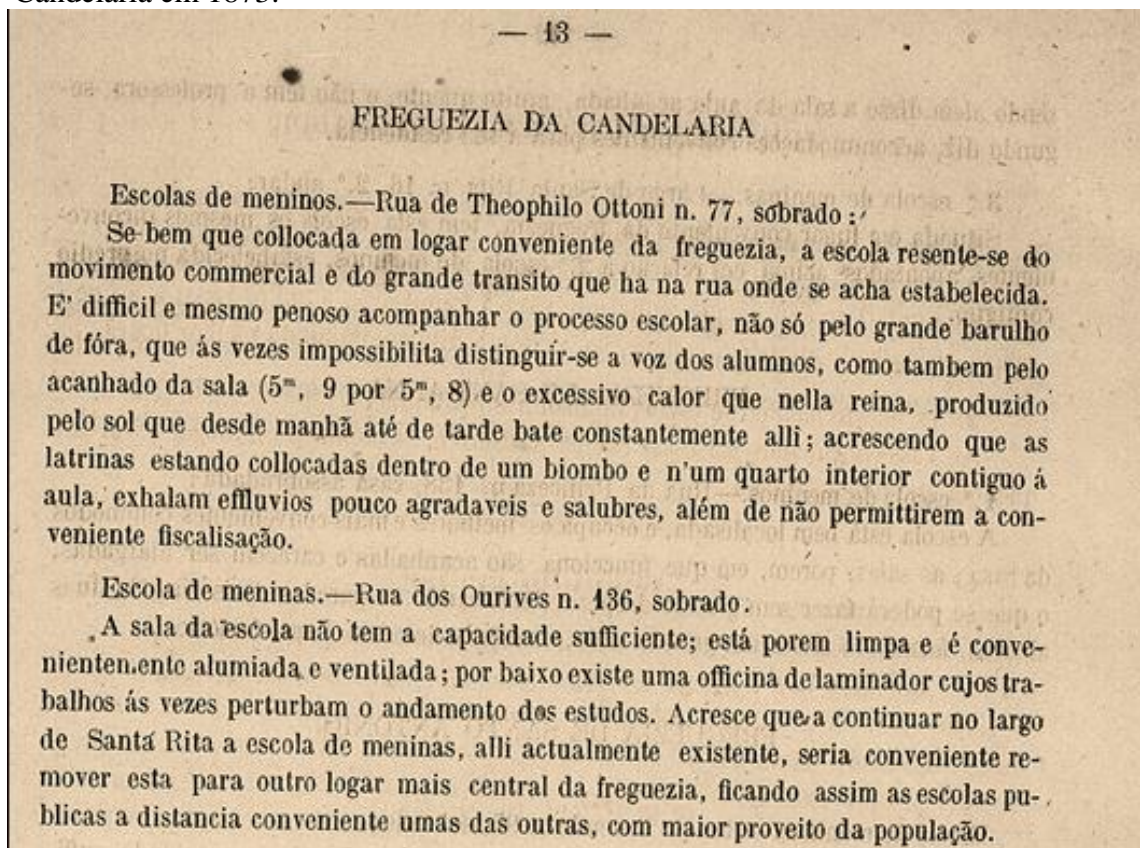 Candelária em 1873.
— 13 —
FREGUEZIA DA CANDELARIA
Escolas de meninos.—Rua de Theophilo Ottoni n. 77, sobrado :
Se bem que collocada em logar conveniente da freguezia, a escola resente-se do
movimento commercial e do grande transito que ha na rua onde se acha estabelecida.
E' difficil e mesmo penoso acompanhar o processo escolar, não só pelo grande barulho
de fóra, que ás vezes impossibilita distinguir-se a voz dos alumnos, como tambem pelo
acanhado da sala (5ᵐ, 9 por 5ᵐ, 8) e o excessivo calor que nella reina, produzido
pelo sol que desde manhã até de tarde bate constantemente alli ; acrescendo que as
latrinas estando collocadas dentro de um biombo e n'um quarto interior contiguo á
aula, exhalam effluvios pouco agradaveis e salubres, além de não permittirem a con-
veniente fiscalisação.
Escola de meninas.—Rua dos Ourives n. 136, sobrado.
A sala da escola não tem a capacidade sufficiente; está porem limpa e é conve-
nientemente alumiada e ventilada ; por baixo existe uma officina de laminador cujos tra-
balhos ás vezes perturbam o andamento dos estudos. Acresce que a continuar no largo
de Santa Rita a escola de meninas, alli actualmente existente, seria conveniente re-
mover esta para outro logar mais central da freguezia, ficando assim as escolas pu-
blicas a distancia conveniente umas das outras, com maior proveito da população.